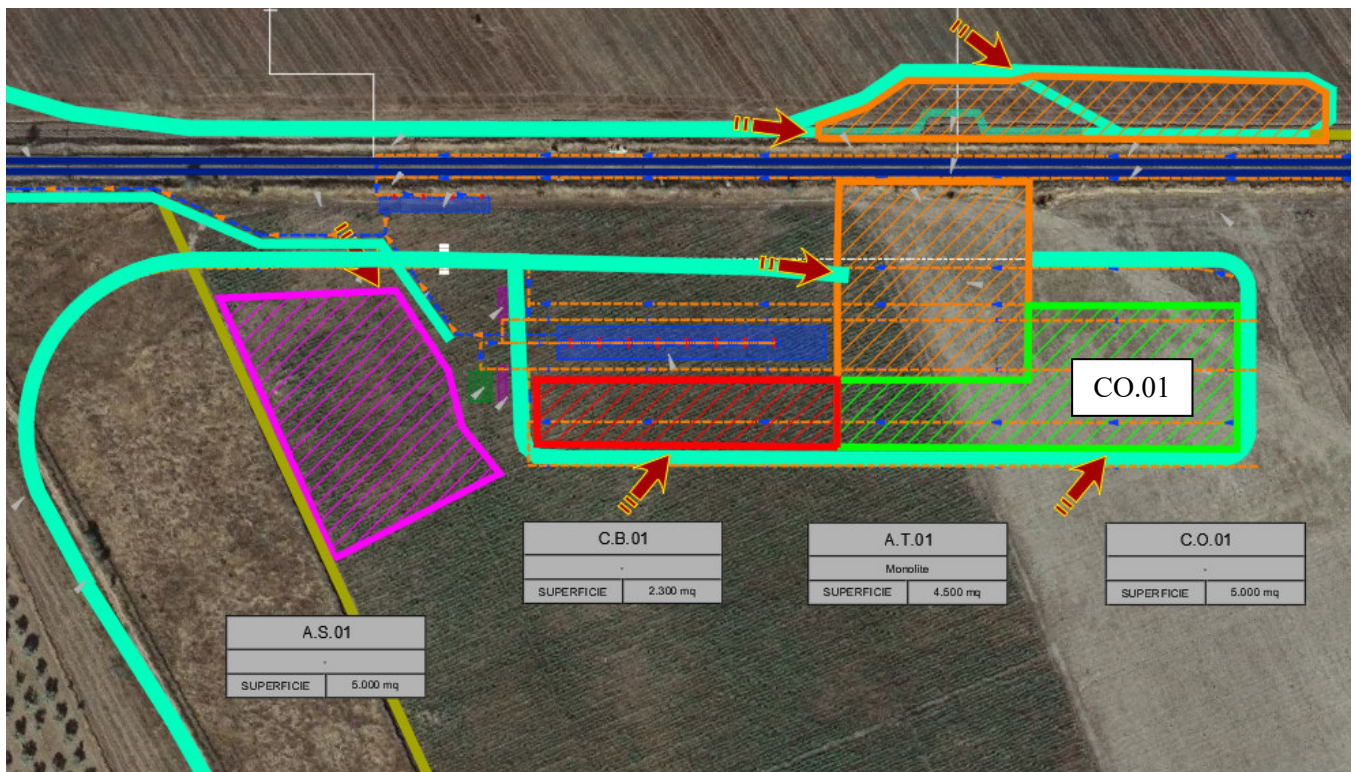 CO.01
C.B.01
-
SUPERFICIE 2.300 mq
A.T.01
Monolite
SUPERFICIE 4.500 mq
C.O.01
-
SUPERFICIE 5.000 mq
A.S.01
-
SUPERFICIE 5.000 mq